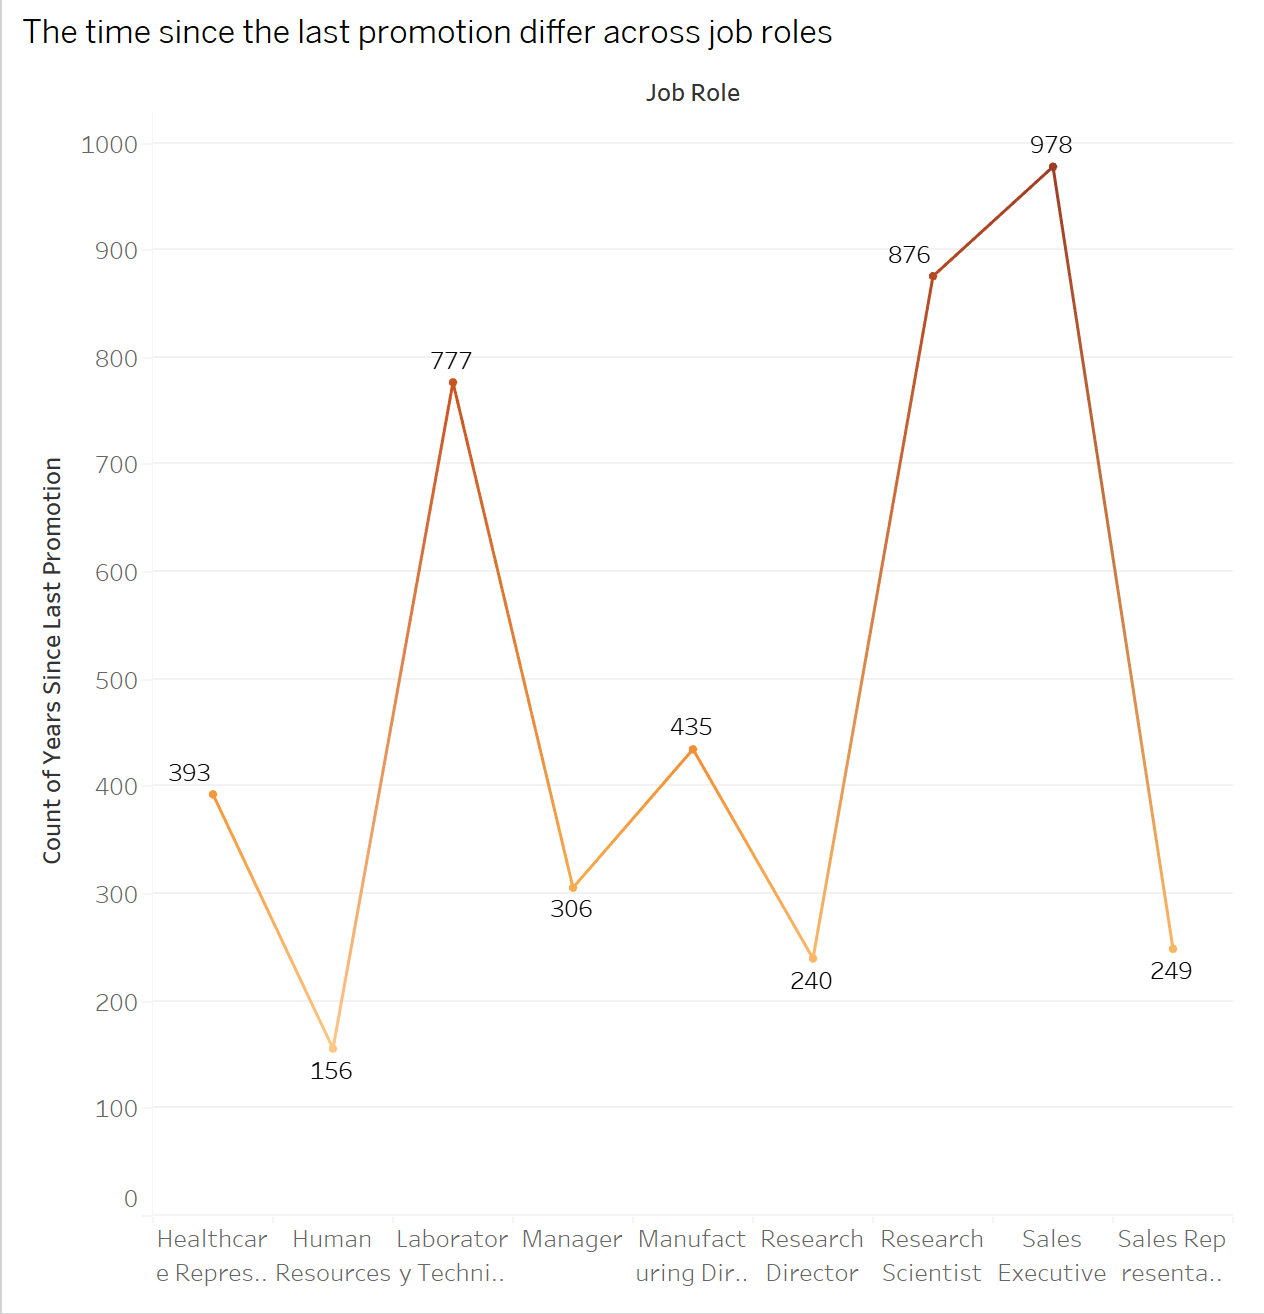 The time since the last promotion differ across job roles
Job Role
Count of Years Since Last Promotion
1000
900
800
700
600
500
400
300
200
100
0
393
156
777
306
435
240
876
978
249
Healthcar
e Repres..
Human
Resources
Laborator
y Techni..
Manager
Manufact
uring Dir..
Research
Director
Research
Scientist
Sales
Executive
Sales Rep
resenta..